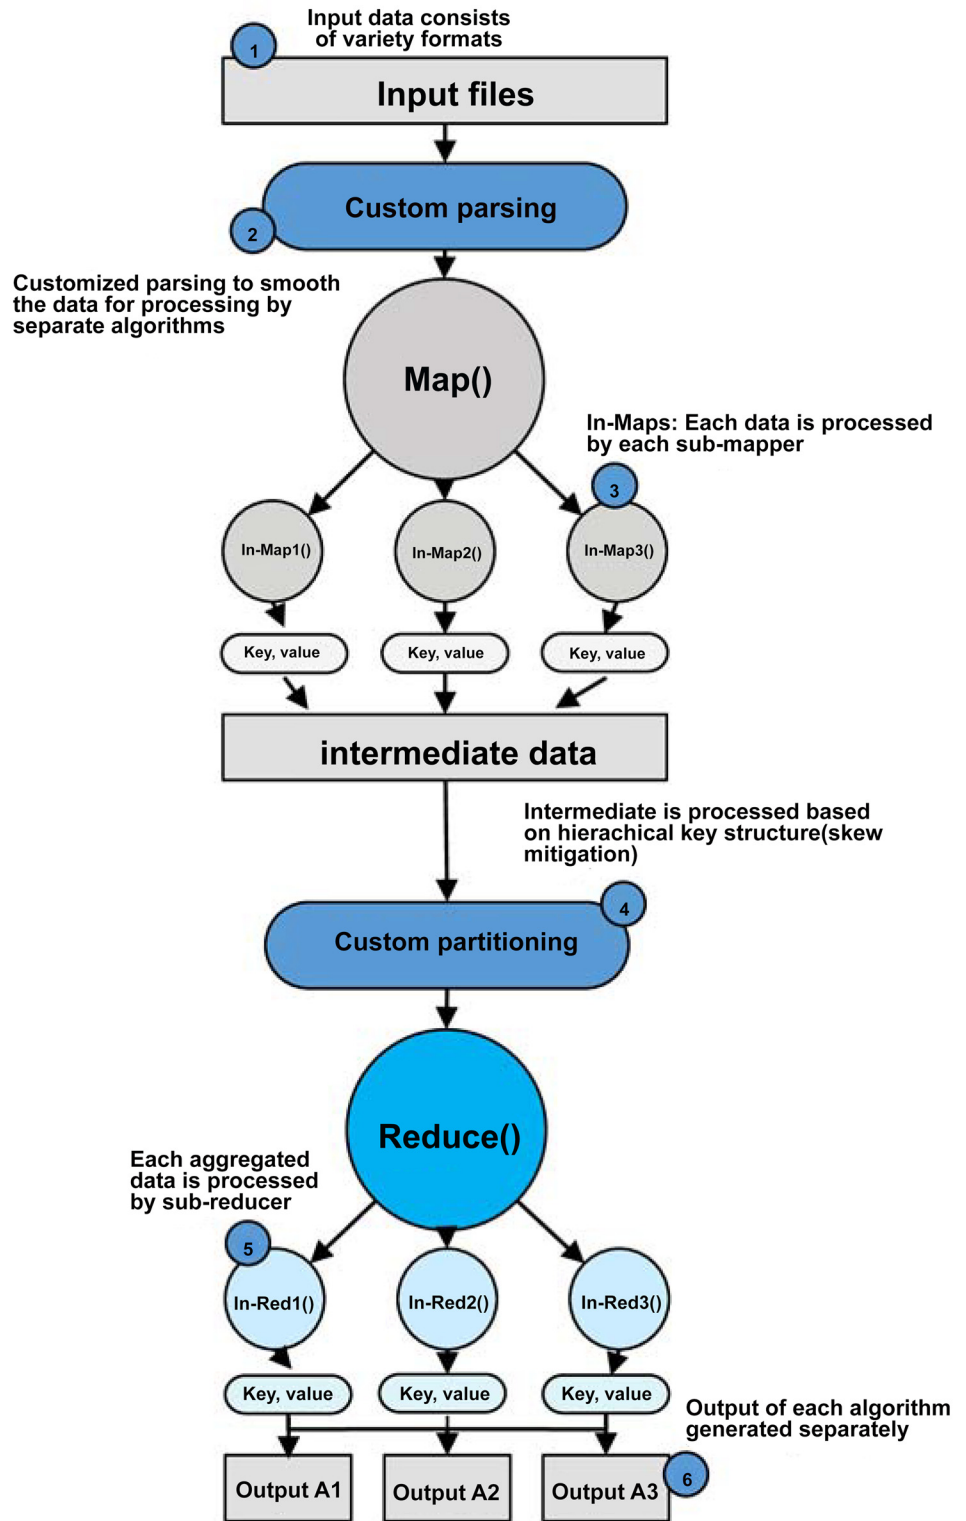 Input data consists
of variety formats
1
Input files
Custom parsing
2
Customized parsing to smooth
the data for processing by
separate algorithms
Map()
In-Maps: Each data is processed
by each sub-mapper
3
In-Map1()
In-Map2()
In-Map3()
Key, value
Key, value
Key, value
intermediate data
Intermediate is processed based
on hierachical key structure(skew
mitigation)
4
Custom partitioning
Reduce()
Each aggregated
data is processed
by sub-reducer
5
In-Red1()
In-Red2()
In-Red3()
Key, value
Key, value
Key, value
Output of each algorithm
generated separately
6
Output A1
Output A2
Output A3